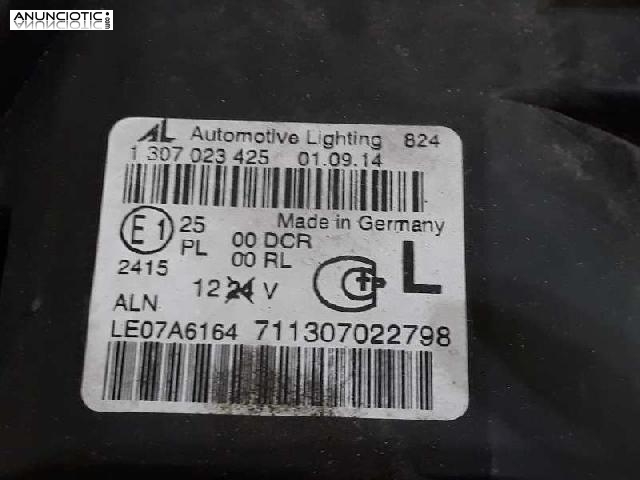 ANUNCIOTIC.com
AL Automotive Lighting 824
1 307 023 425 01.09.14
Made in Germany
E1 25 PL 00 DCR
00 RL
L
2415
12 24 V
ALN
LE07A6164 711307022798